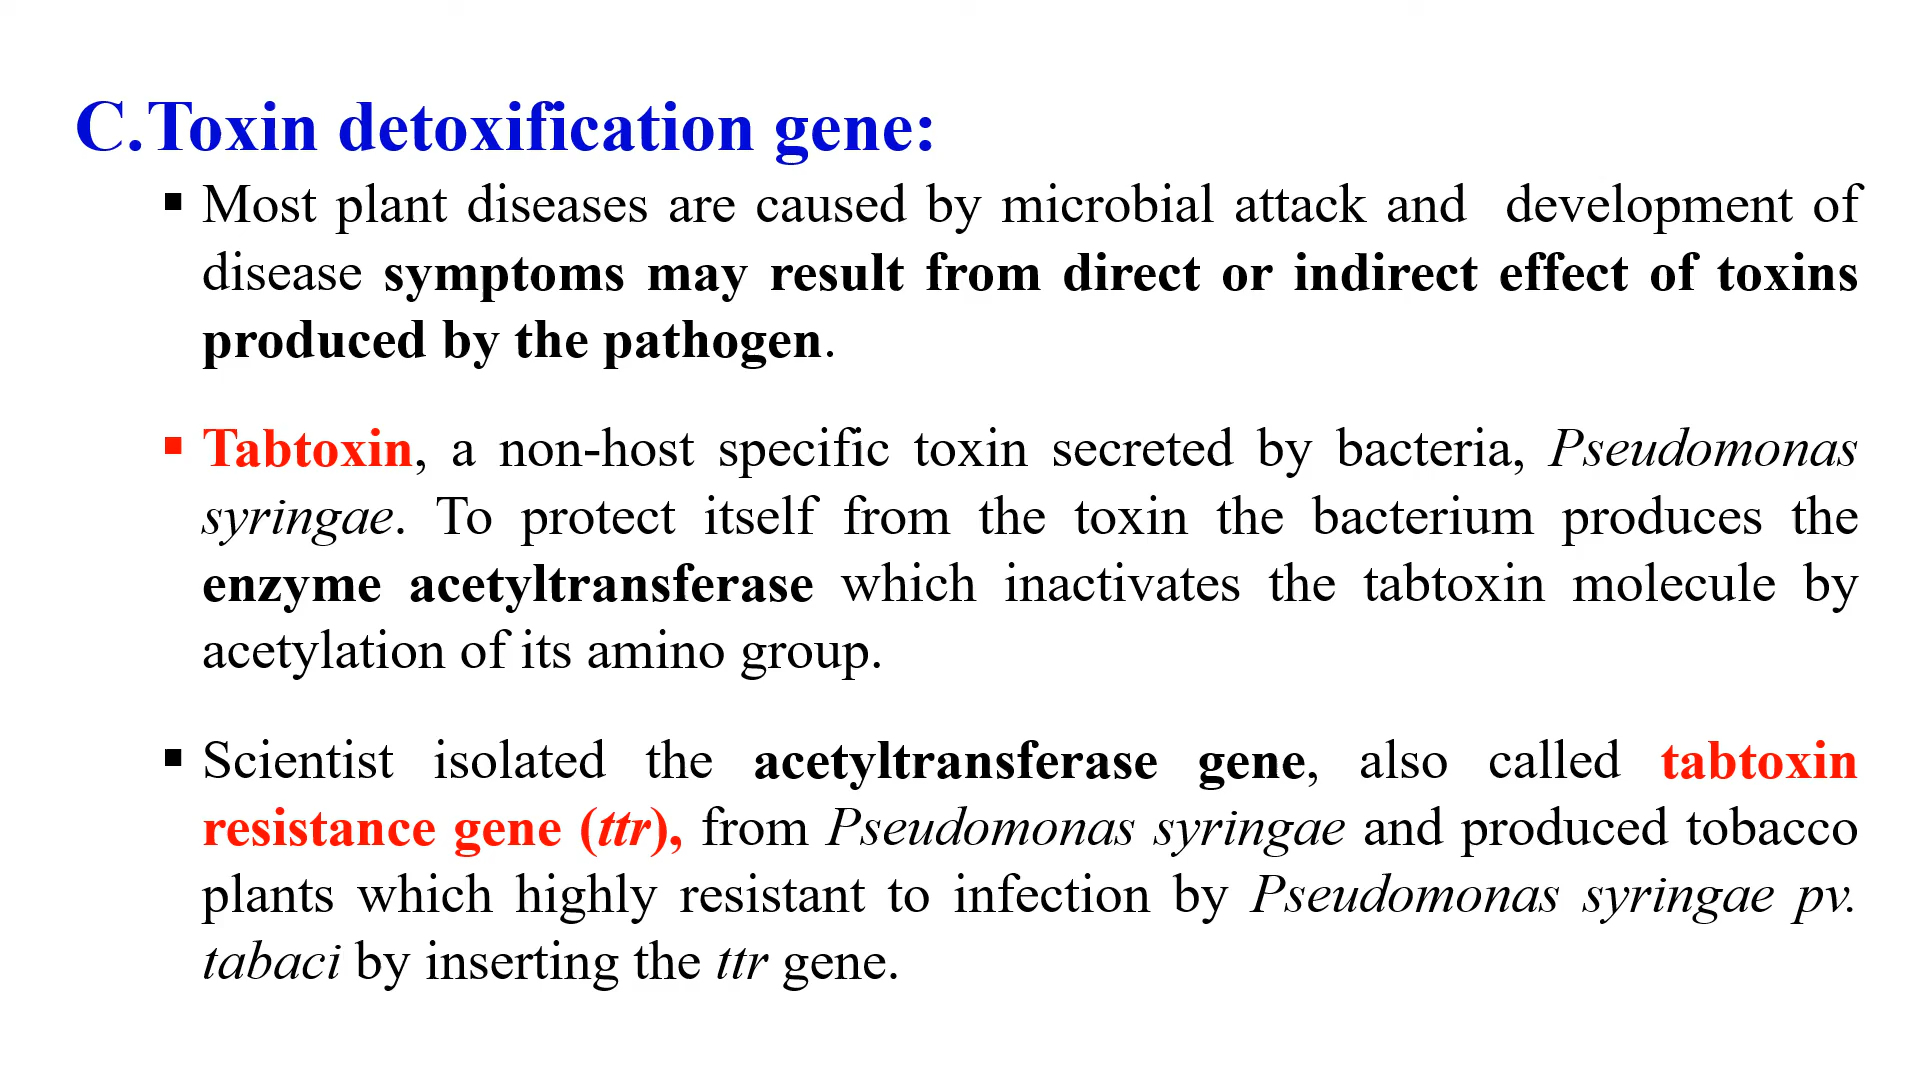 C.Toxin detoxification gene:
▪ Most plant diseases are caused by microbial attack and development of
disease symptoms may result from direct or indirect effect of toxins
produced by the pathogen.
▪ Tabtoxin, a non-host specific toxin secreted by bacteria, Pseudomonas
syringae. To protect itself from the toxin the bacterium produces the
enzyme acetyltransferase which inactivates the tabtoxin molecule by
acetylation of its amino group.
▪ Scientist isolated the acetyltransferase gene, also called tabtoxin
resistance gene (ttr), from Pseudomonas syringae and produced tobacco
plants which highly resistant to infection by Pseudomonas syringae pv.
tabaci by inserting the ttr gene.